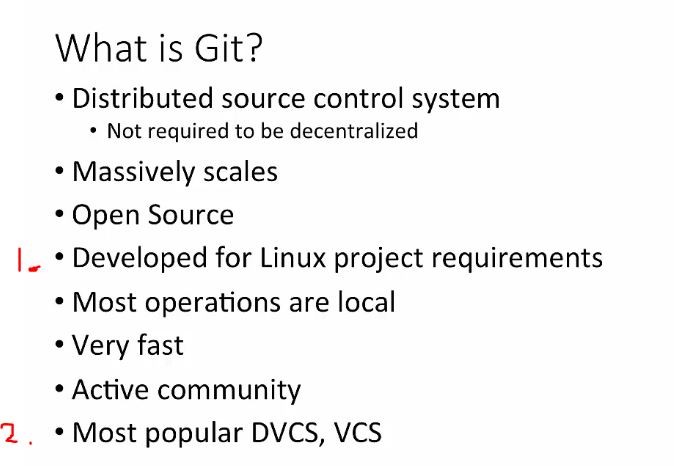 What is Git?
• Distributed source control system
• Not required to be decentralized
• Massively scales
• Open Source
1. • Developed for Linux project requirements
• Most operations are local
• Very fast
• Active community
2. • Most popular DVCS, VCS